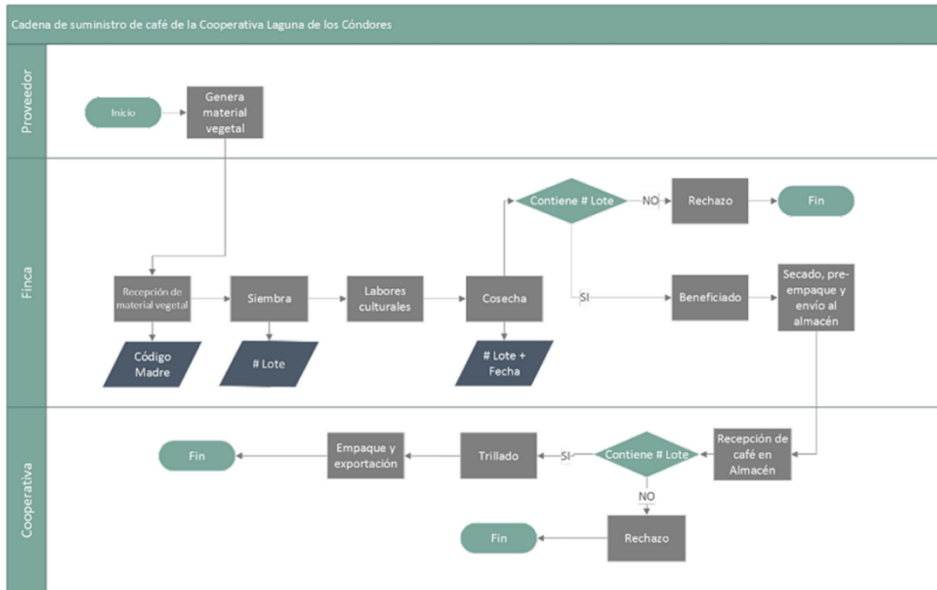 Cadena de suministro de café de la Cooperativa Laguna de los Cóndores
Proveedor
Inicio
Genera
material
vegetal
Finca
Contiene # Lote
NO
Rechazo
Fin
Recepción de
material vegetal
Siembra
Labores
culturales
Cosecha
SI
Beneficiado
Secado, pre-
empaque y
envío al
almacén
Código
Madre
# Lote
# Lote +
Fecha
Cooperativa
Fin
Empaque y
exportación
Trillado
SI
Contiene # Lote
Recepción de
café en
Almacén
NO
Fin
Rechazo